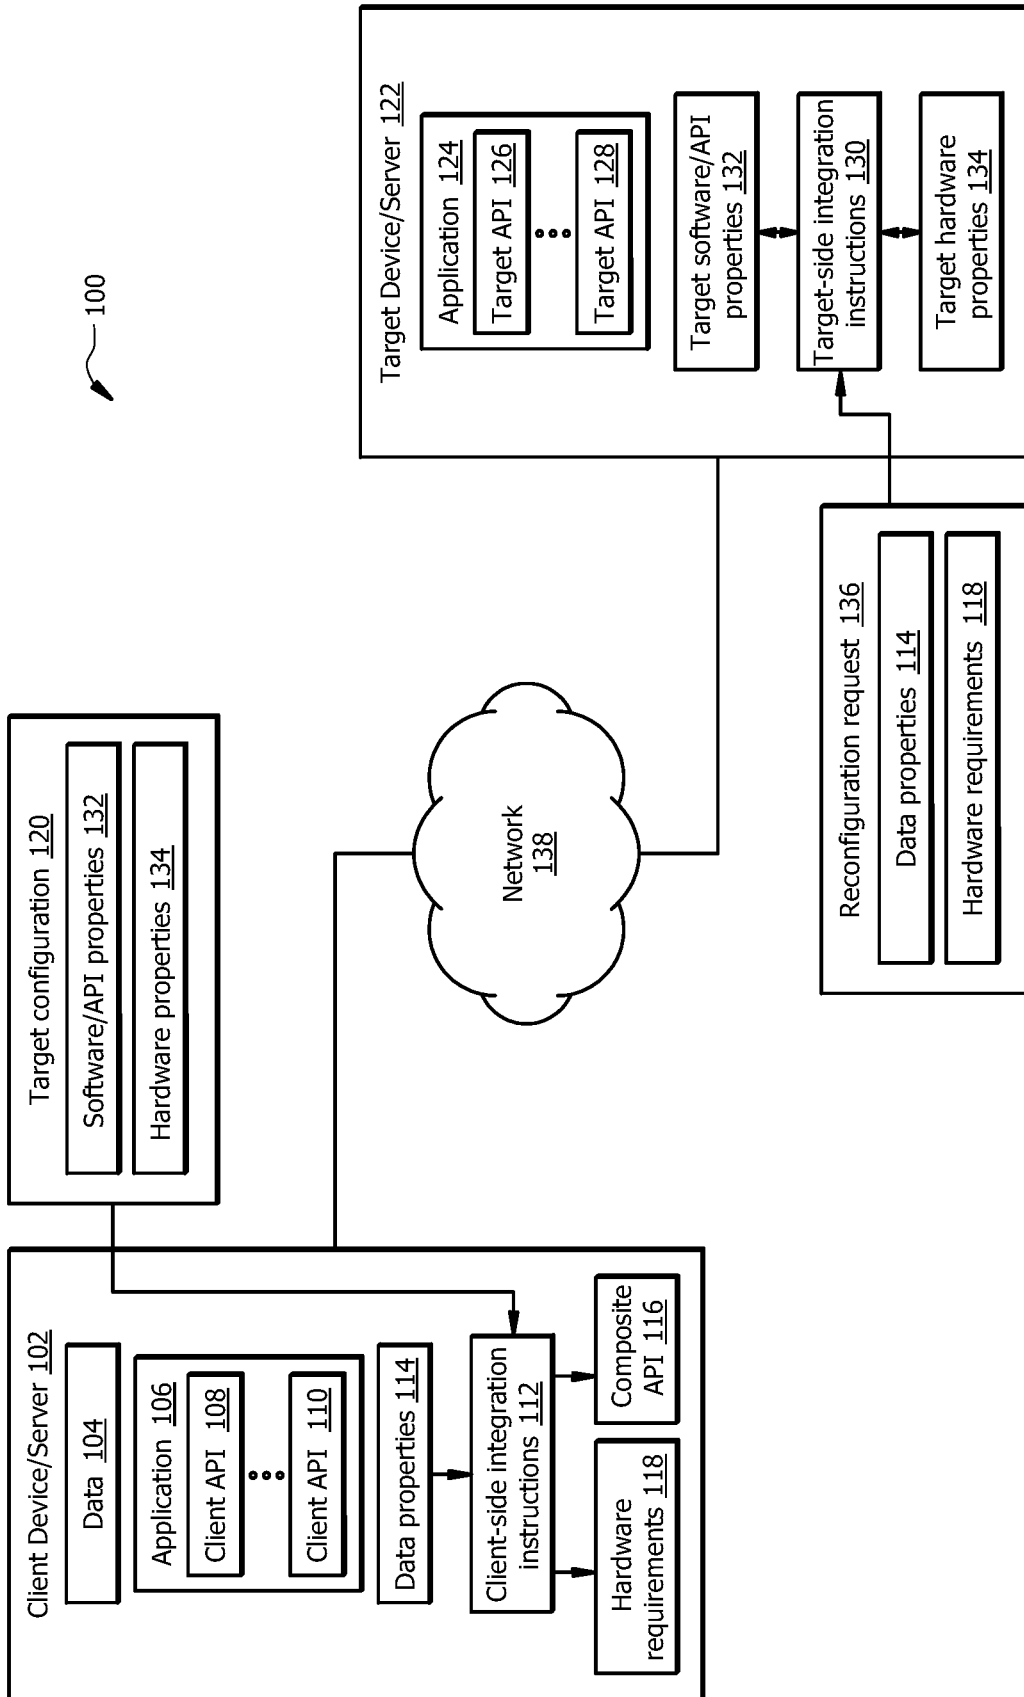 100
Client Device/Server 102
Data 104
Application 106
Client API 108
Client API 110
Data properties 114
Client-side integration
instructions 112
Hardware
requirements 118
Composite
API 116
Target configuration 120
Software/API properties 132
Hardware properties 134
Network
138
Target Device/Server 122
Application 124
Target API 126
Target API 128
Target software/API
properties 132
Target-side integration
instructions 130
Target hardware
properties 134
Reconfiguration request 136
Data properties 114
Hardware requirements 118